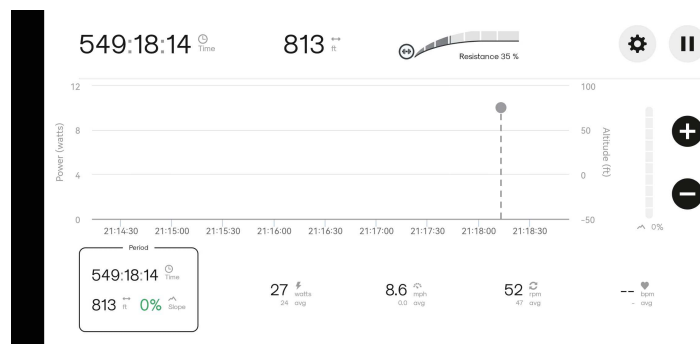 549:18:14 Time
813 ft
Resistance 35 %
Power (watts)
12
8
4
0
100
50
0
-50
Altitude (ft)
21:14:30 21:15:00 21:15:30 21:16:00 21:16:30 21:17:00 21:17:30 21:18:00 21:18:30
0%
Period
549:18:14 Time
813 ft 0% Slope
27 watts
24 avg
8.6 mph
0.0 avg
52 rpm
47 avg
-- bpm
- avg